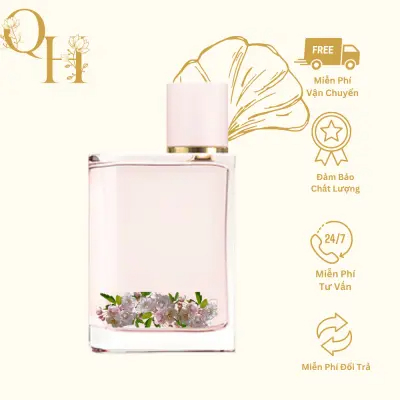 QH
FREE
Miễn Phí
Vận Chuyển
Đảm Bảo
Chất Lượng
24/7
Miễn Phí
Tư Vấn
Miễn Phí Đổi Trả